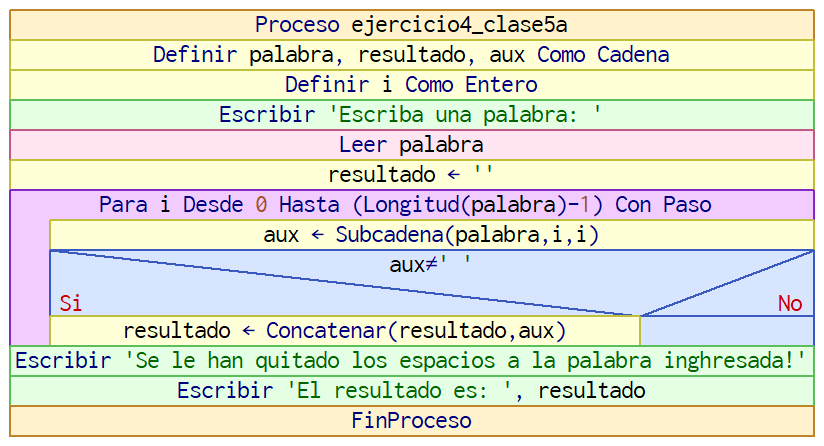 Proceso ejercicio4_clase5a
Definir palabra, resultado, aux Como Cadena
Definir i Como Entero
Escribir 'Escriba una palabra: '
Leer palabra
resultado ← ''
Para i Desde 0 Hasta (Longitud(palabra)-1) Con Paso
aux ← Subcadena(palabra,i,i)
aux≠' '
Si
No
resultado ← Concatenar(resultado,aux)
Escribir 'Se le han quitado los espacios a la palabra inghresada!'
Escribir 'El resultado es: ', resultado
FinProceso